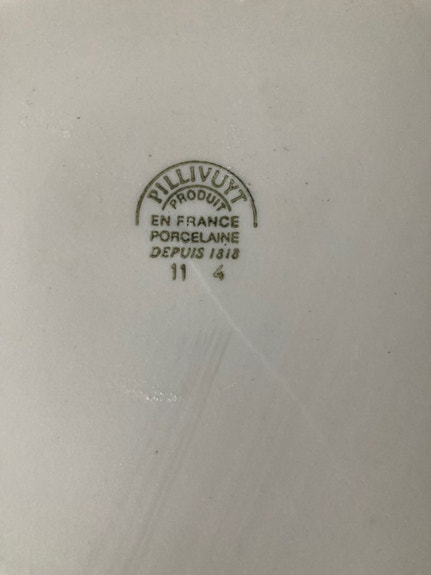 PILLIVUYT
PRODUIT
EN FRANCE
PORCELAINE
DEPUIS 1818
11 4